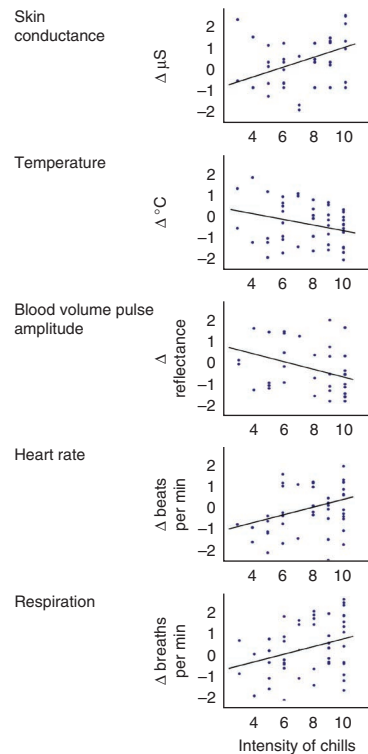 Skin
conductance
Δ µS
2
1
0
–1
–2
4 6 8 10
Temperature
Δ °C
2
1
0
–1
–2
4 6 8 10
Blood volume pulse
amplitude
Δ
reflectance
2
1
0
–1
–2
4 6 8 10
Heart rate
Δ beats
per min
2
1
0
–1
–2
4 6 8 10
Respiration
Δ breaths
per min
2
1
0
–1
–2
4 6 8 10
Intensity of chills